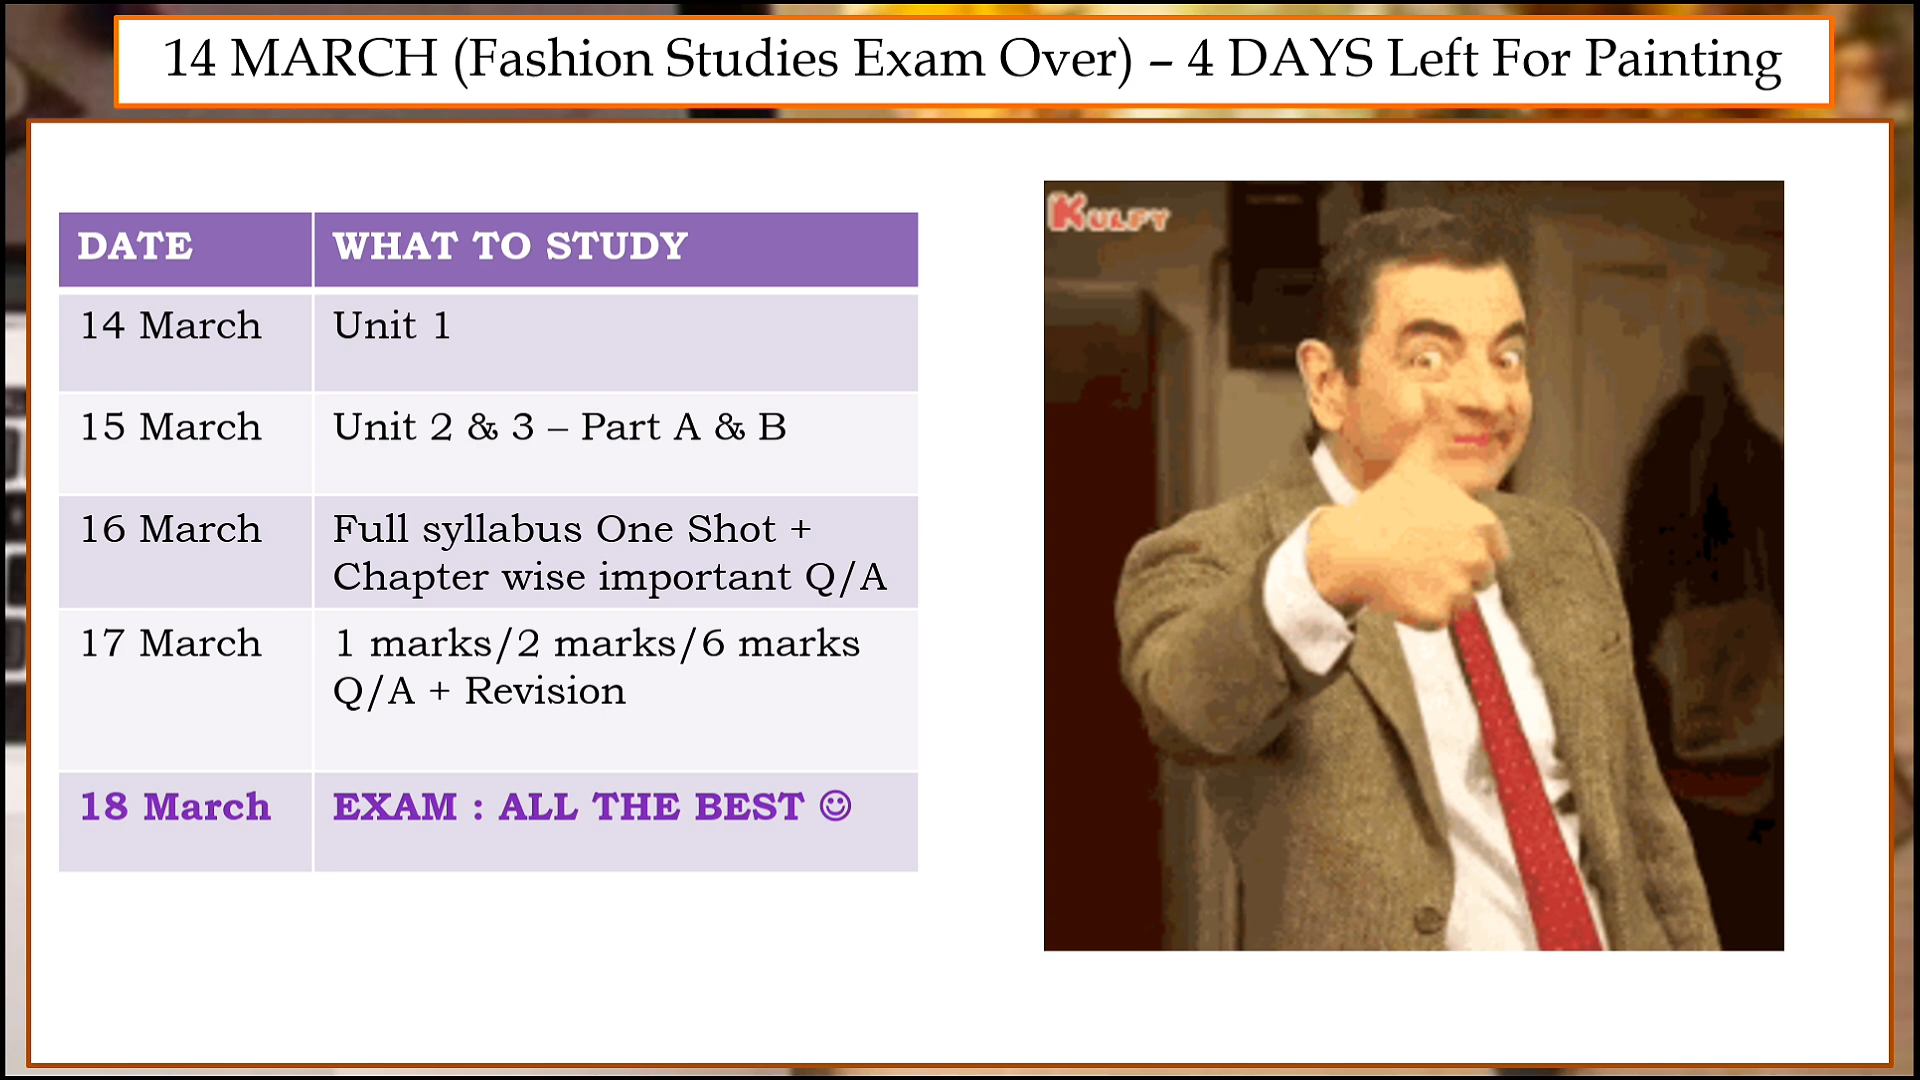 14 MARCH (Fashion Studies Exam Over) – 4 DAYS Left For Painting
DATE
WHAT TO STUDY
14 March
Unit 1
15 March
Unit 2 & 3 – Part A & B
16 March
Full syllabus One Shot +
Chapter wise important Q/A
17 March
1 marks/2 marks/6 marks
Q/A + Revision
18 March
EXAM : ALL THE BEST ☺
KULFY